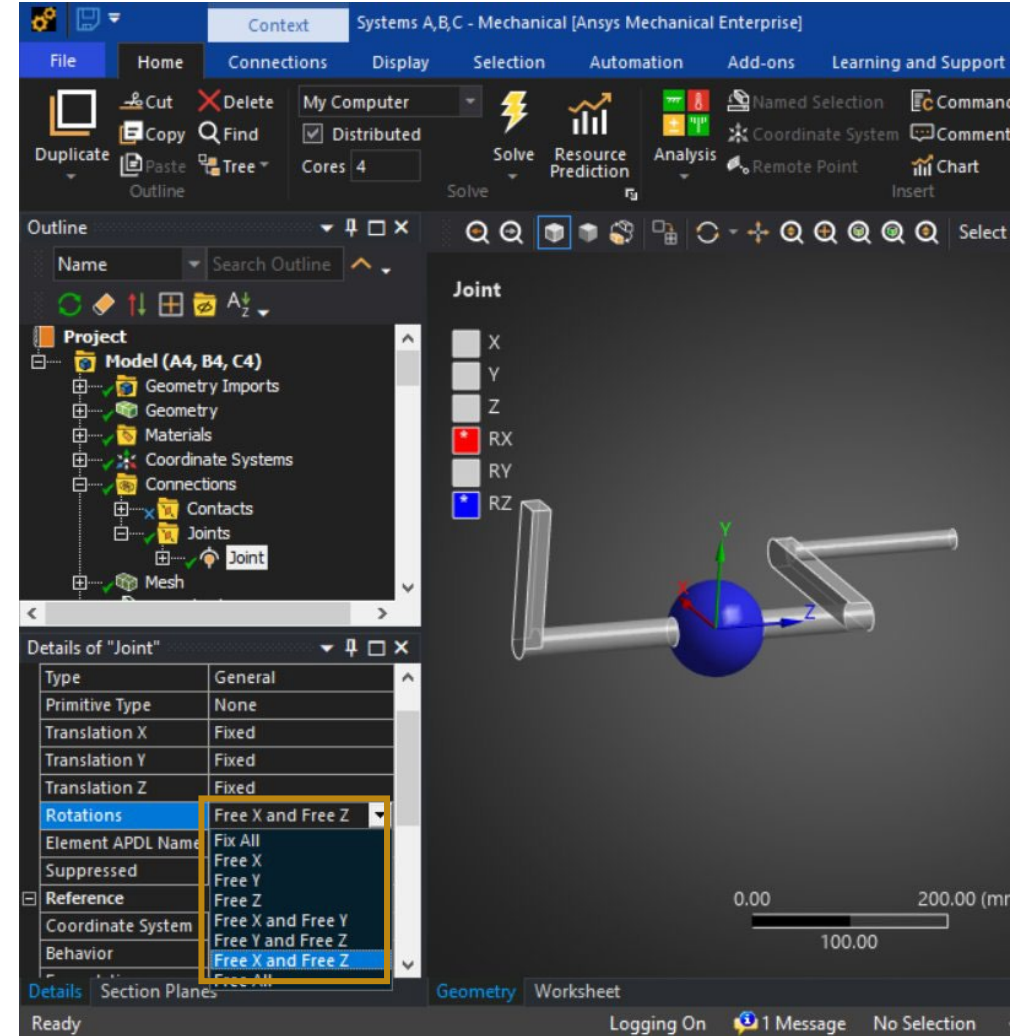 Context
Systems A,B,C - Mechanical [Ansys Mechanical Enterprise]
File Home Connections Display Selection Automation Add-ons Learning and Support
Duplicate
Cut
Copy
Paste
Delete
Find
Tree
Outline
My Computer
Distributed
Cores 4
Solve
Resource
Prediction
Solve
Analysis
Named Selection
Coordinate System
Remote Point
Comment
Chart
Insert
Outline
Name
Search Outline
Select
Project
Model (A4, B4, C4)
Geometry Imports
Geometry
Materials
Coordinate Systems
Connections
Contacts
Joints
Joint
Mesh
Joint
X
Y
Z
RX
RY
RZ
Y
X
Z
0.00 200.00 (mm
100.00
Details of "Joint"
Type General
Primitive Type None
Translation X Fixed
Translation Y Fixed
Translation Z Fixed
Rotations Free X and Free Z
Element APDL Name
Suppressed
Reference
Coordinate System
Behavior
Fix All
Free X
Free Y
Free Z
Free X and Free Y
Free Y and Free Z
Free X and Free Z
Free All
Details Section Planes
Geometry Worksheet
Ready
Logging On 1 Message No Selection